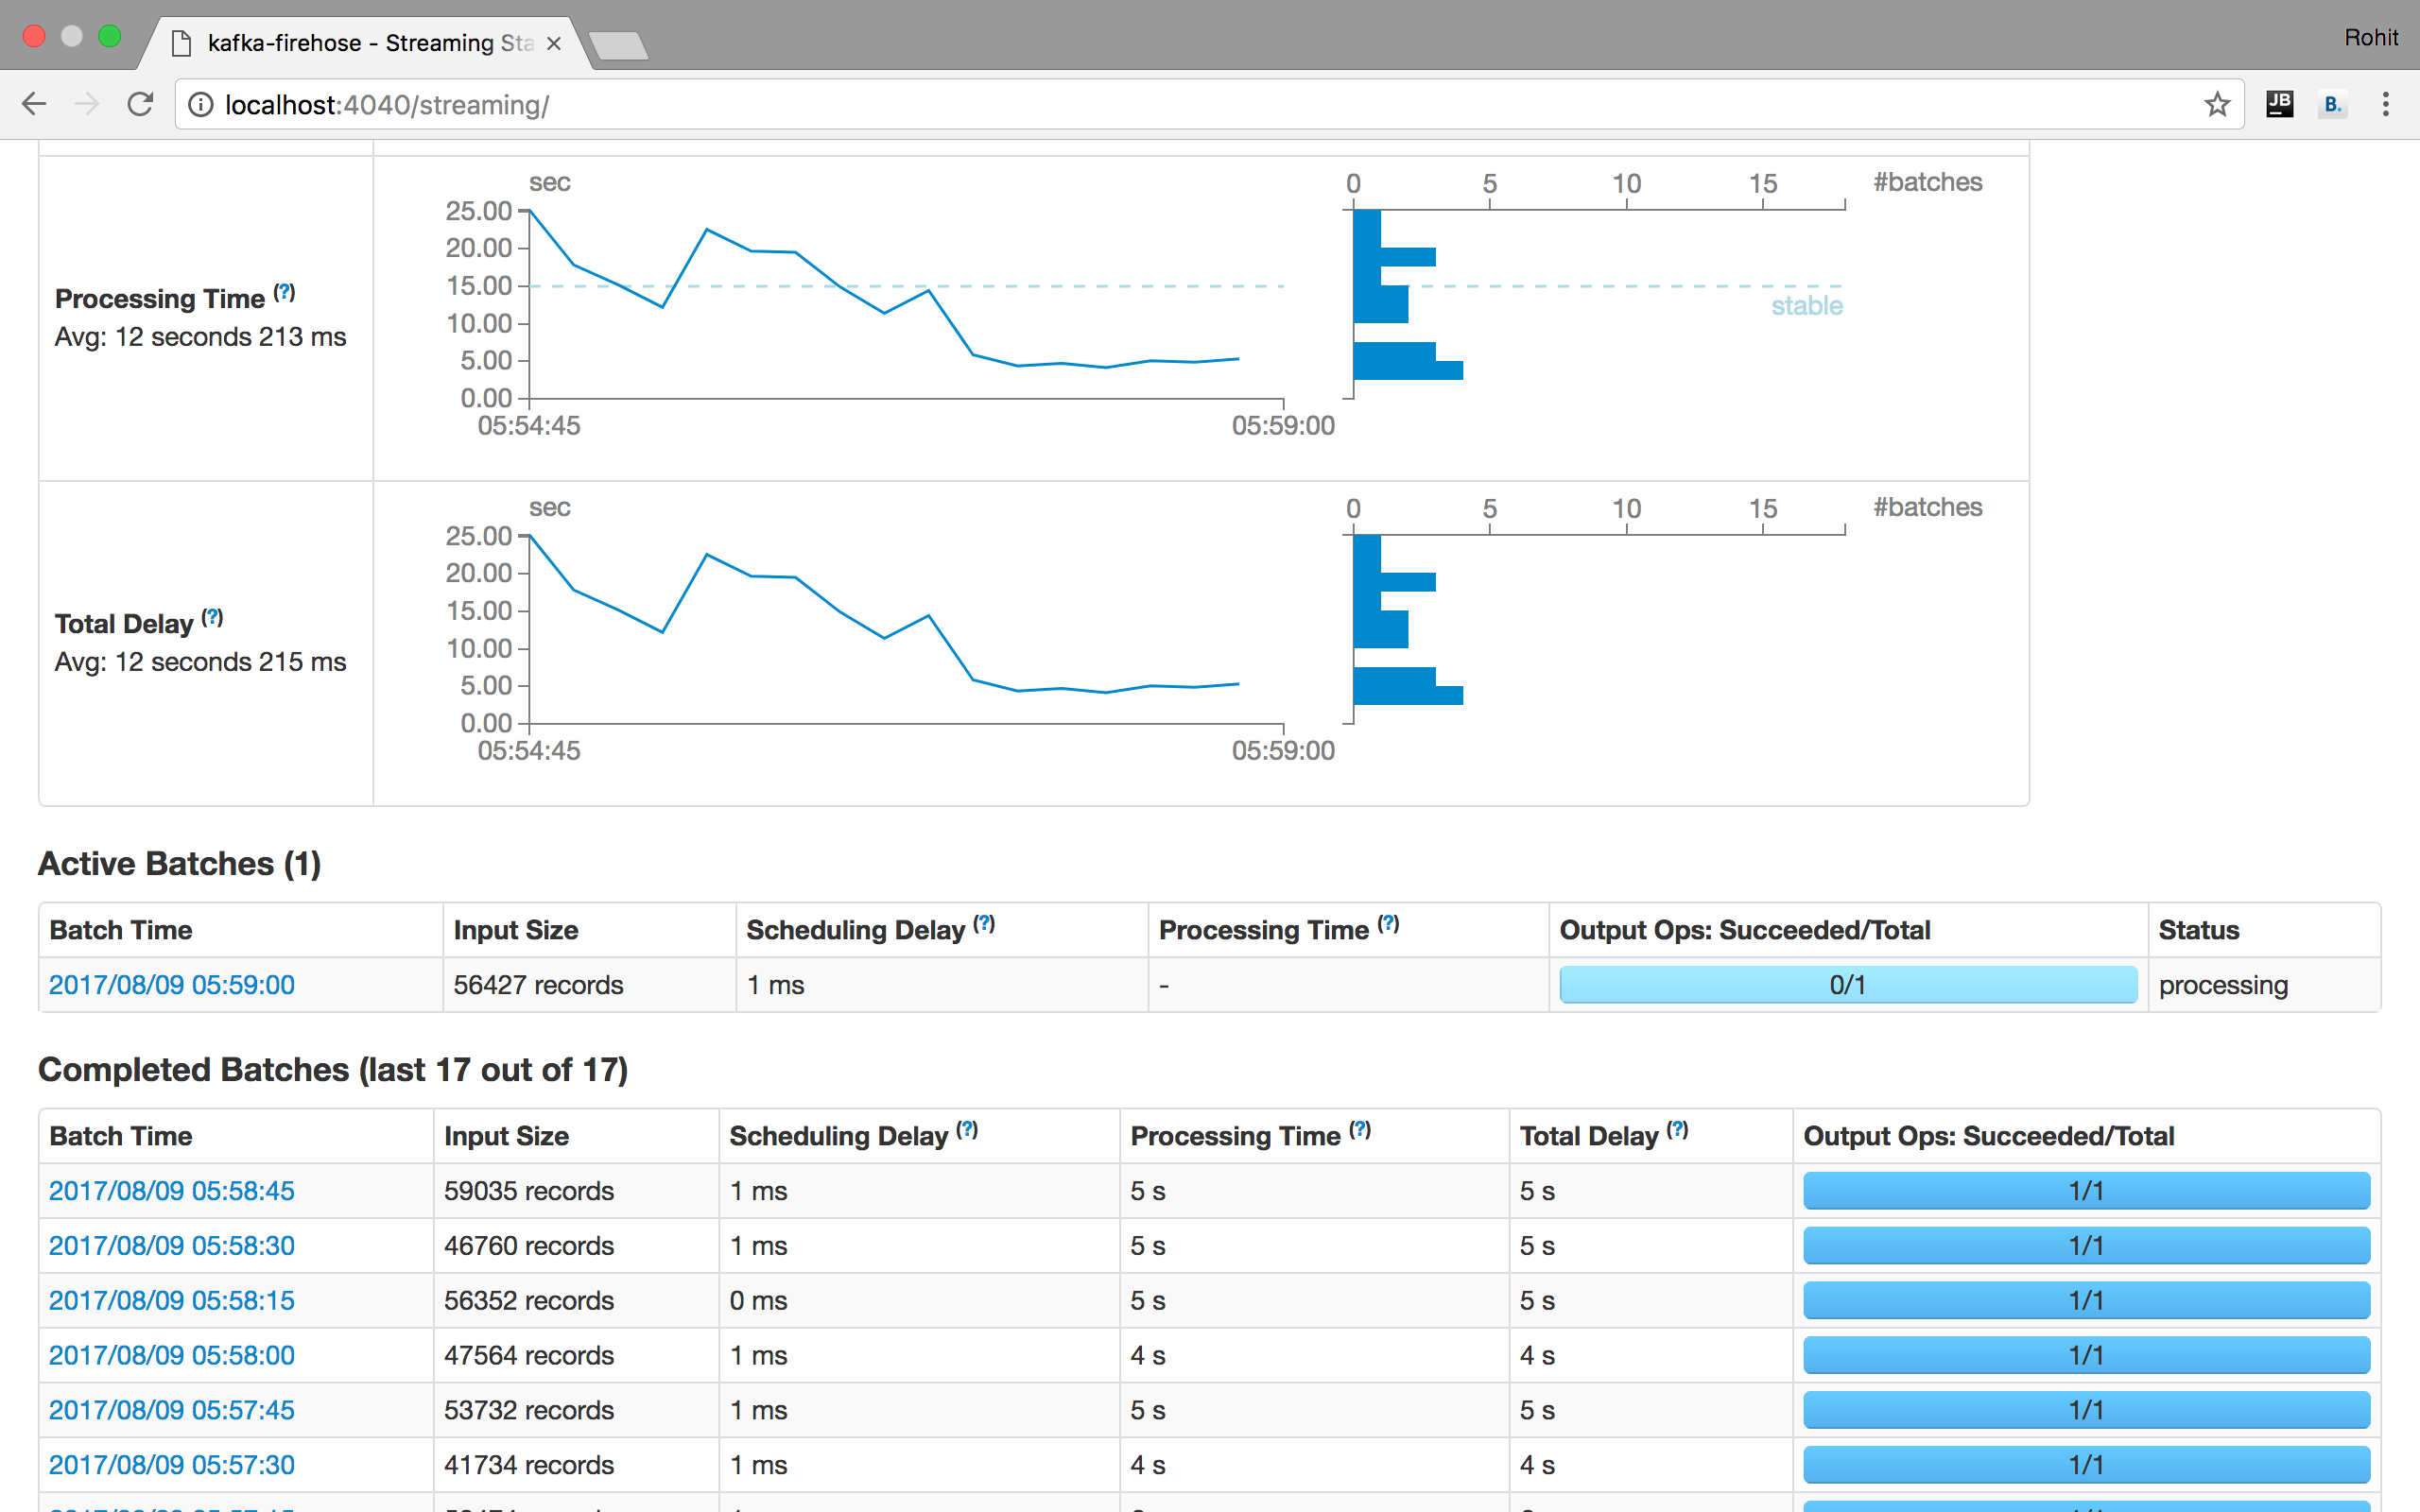 kafka-firehose - Streaming Sta
Rohit
localhost:4040/streaming/
JB
B.
sec
0 5 10 15 #batches
25.00
20.00
15.00
10.00
5.00
0.00
stable
Processing Time (?)
Avg: 12 seconds 213 ms
05:54:45 05:59:00
sec
0 5 10 15 #batches
25.00
20.00
15.00
10.00
5.00
0.00
Total Delay (?)
Avg: 12 seconds 215 ms
05:54:45 05:59:00
Active Batches (1)
Batch Time Input Size Scheduling Delay (?) Processing Time (?) Output Ops: Succeeded/Total Status
2017/08/09 05:59:00 56427 records 1 ms - 0/1 processing
Completed Batches (last 17 out of 17)
Batch Time Input Size Scheduling Delay (?) Processing Time (?) Total Delay (?) Output Ops: Succeeded/Total
2017/08/09 05:58:45 59035 records 1 ms 5 s 5 s 1/1
2017/08/09 05:58:30 46760 records 1 ms 5 s 5 s 1/1
2017/08/09 05:58:15 56352 records 0 ms 5 s 5 s 1/1
2017/08/09 05:58:00 47564 records 1 ms 4 s 4 s 1/1
2017/08/09 05:57:45 53732 records 1 ms 5 s 5 s 1/1
2017/08/09 05:57:30 41734 records 1 ms 4 s 4 s 1/1